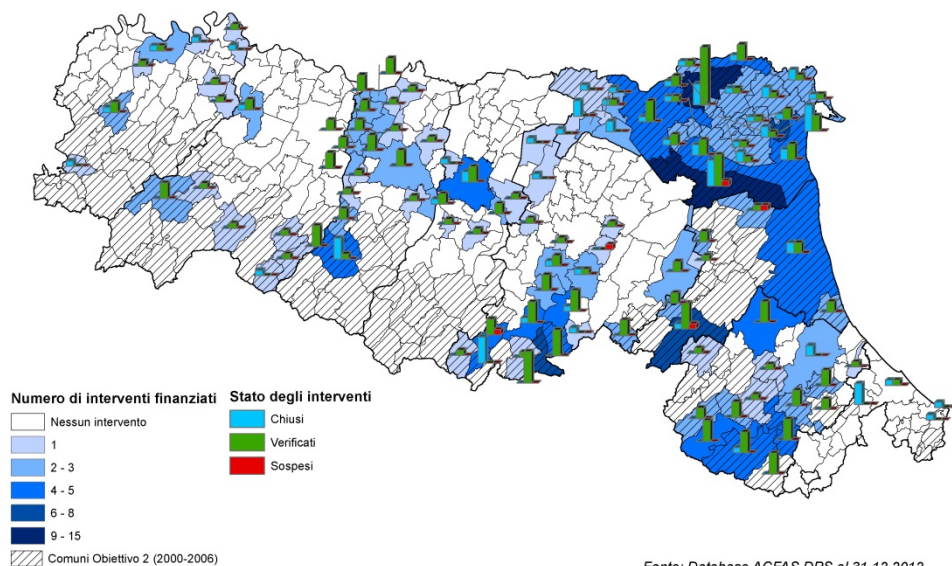 Numero di interventi finanziati
Nessun intervento
1
2 - 3
4 - 5
6 - 8
9 - 15
Comuni Obiettivo 2 (2000-2006)
Stato degli interventi
Chiusi
Verificati
Sospesi